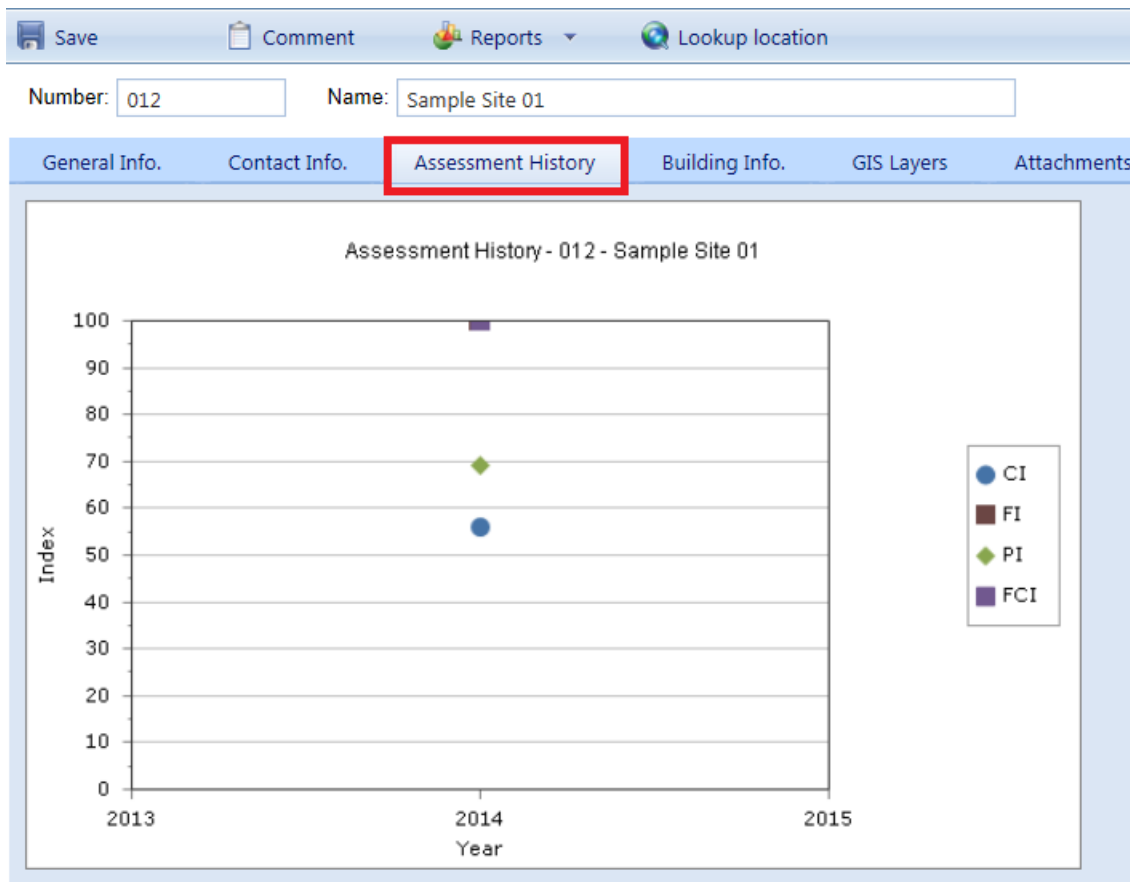 Save Comment Reports Lookup location
Number: 012 Name: Sample Site 01
General Info. Contact Info. Assessment History Building Info. GIS Layers Attachments
Assessment History - 012 - Sample Site 01
100
90
80
70
60
50
40
30
20
10
0
Index
2013 2014 2015
Year
CI
FI
PI
FCI